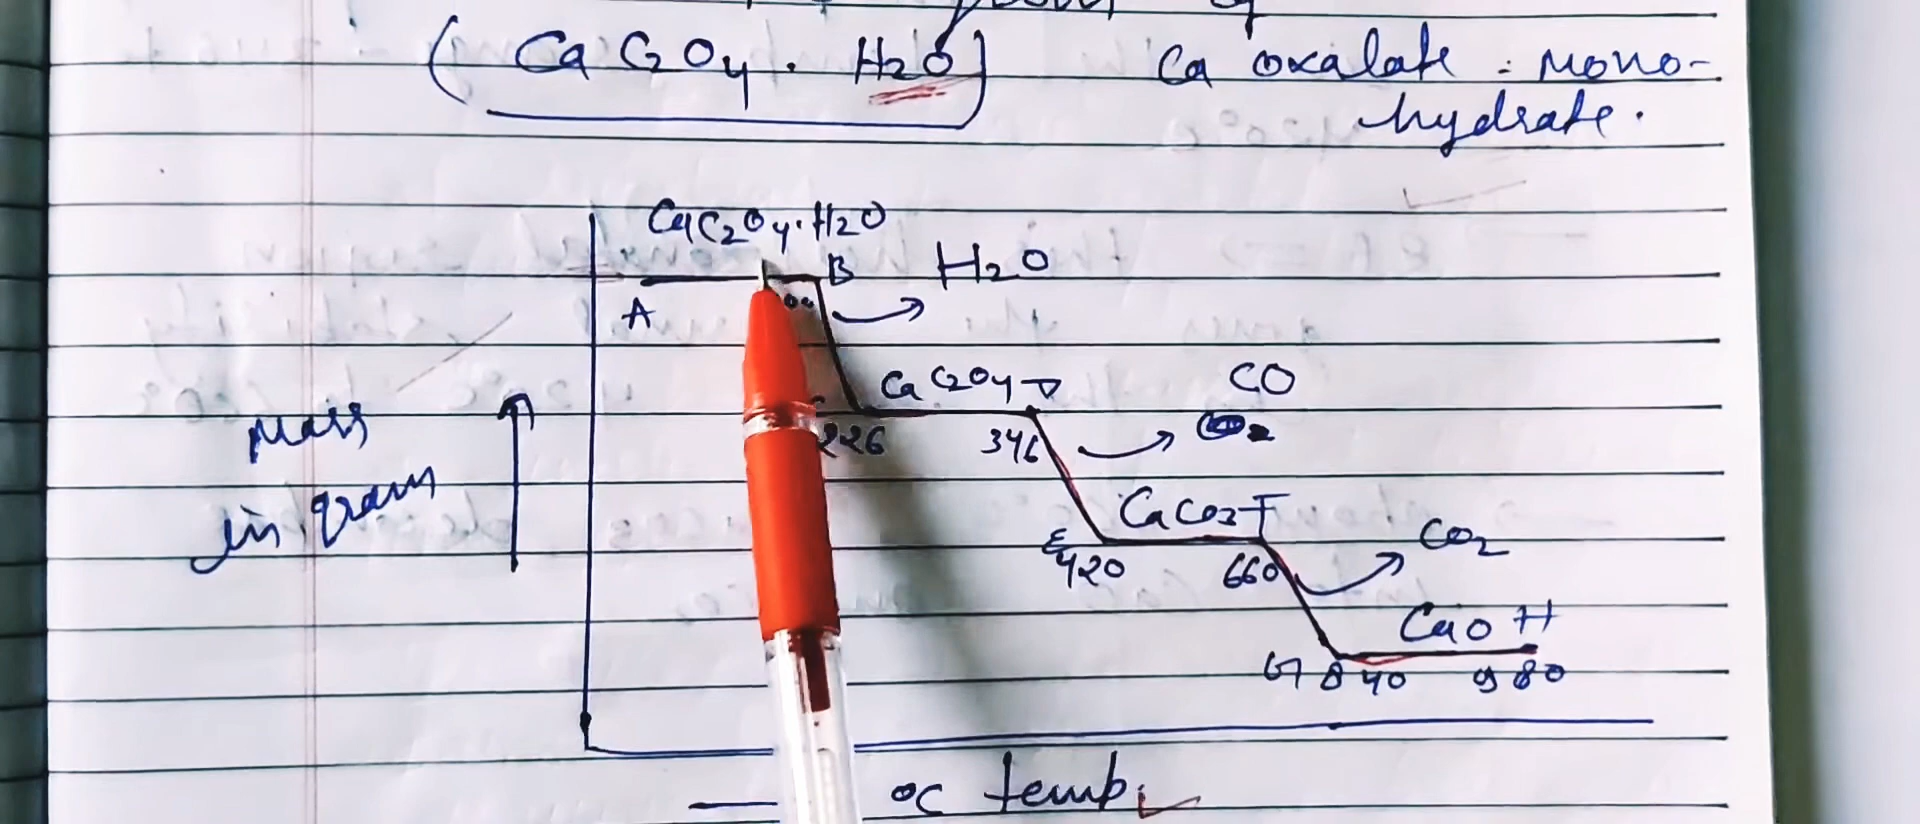 of
(CaC2O4 . H2O) Ca oxalate : Mono-
hydrate.
CaC2O4.H2O
A B H2O
CaC2O4 D CO
226 346
CaCO3 F CO2
E 420 660
CaO H
G 840 980
Mass
in gram
°C temp.